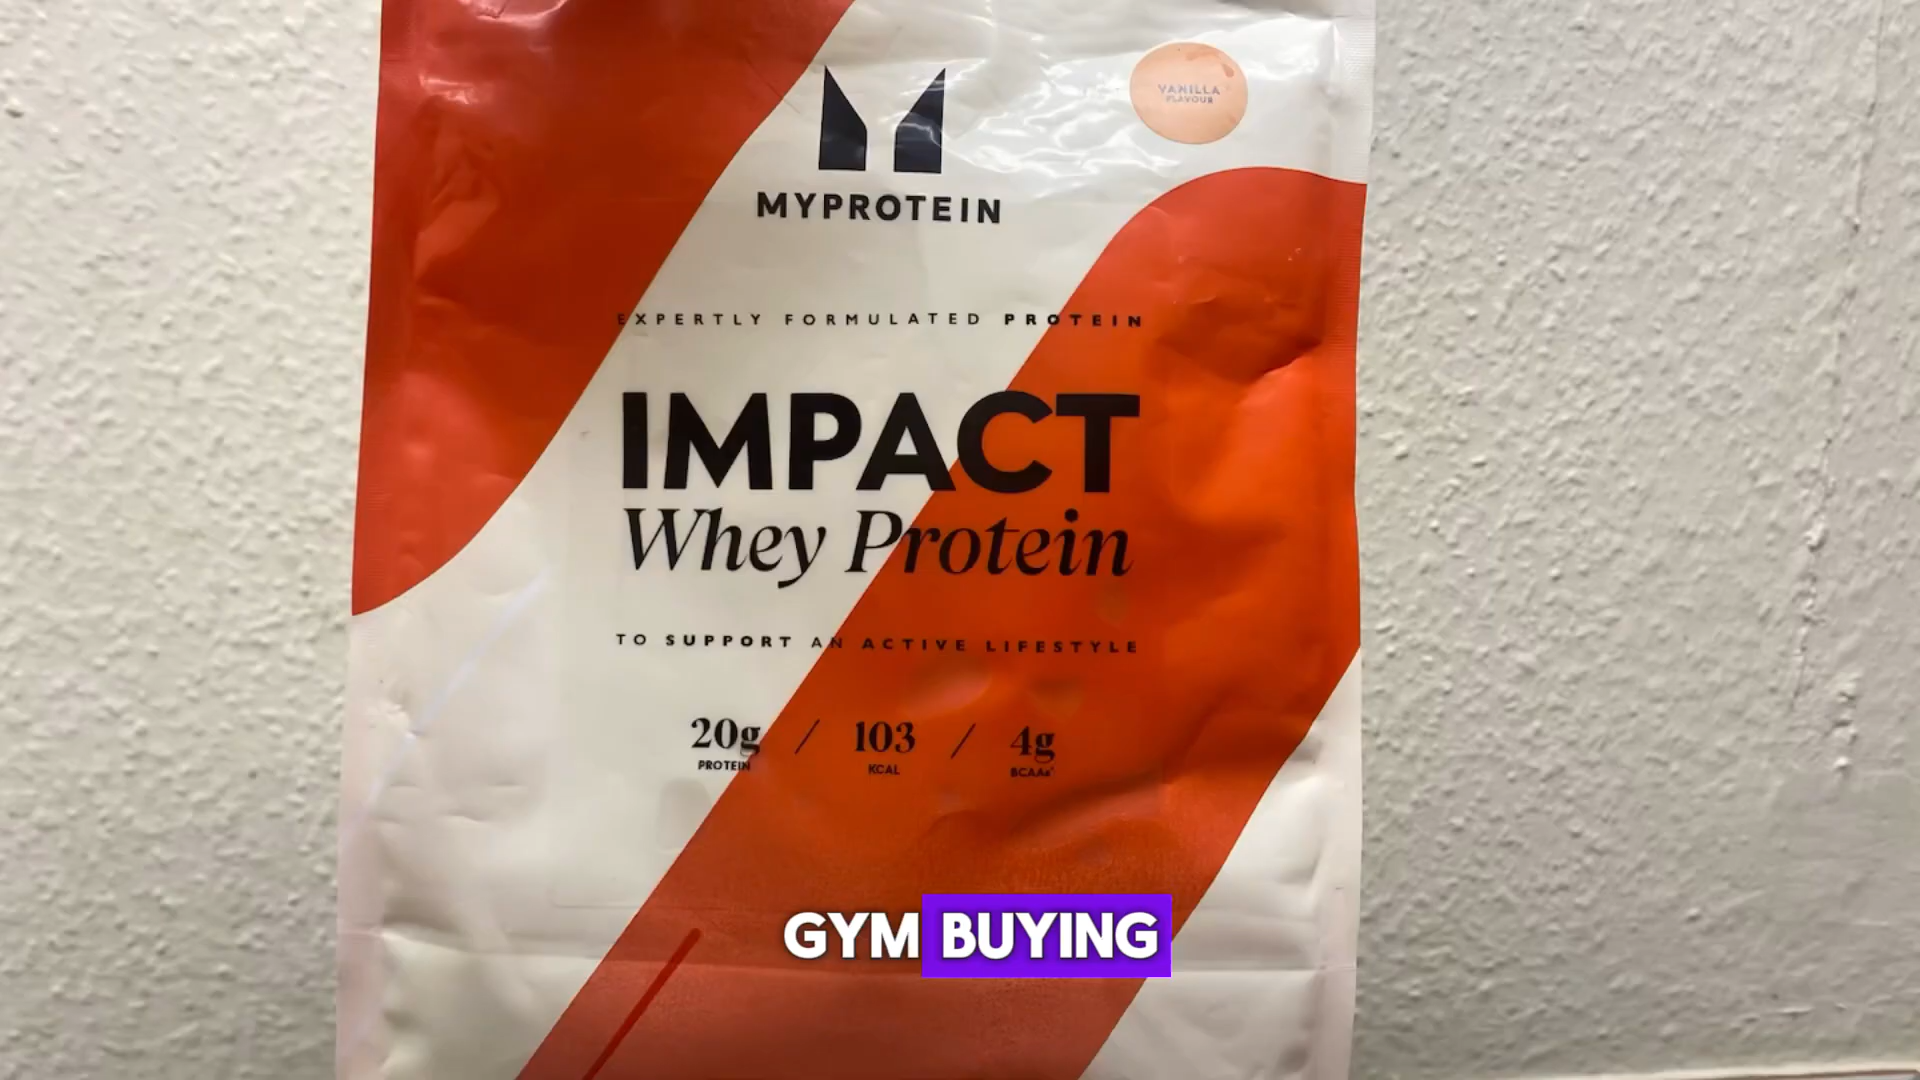 VANILLA
FLAVOUR
MYPROTEIN
EXPERTLY FORMULATED PROTEIN
IMPACT
Whey Protein
TO SUPPORT AN ACTIVE LIFESTYLE
20g / 103 / 4g
PROTEIN KCAL BCAAs*
GYM BUYING